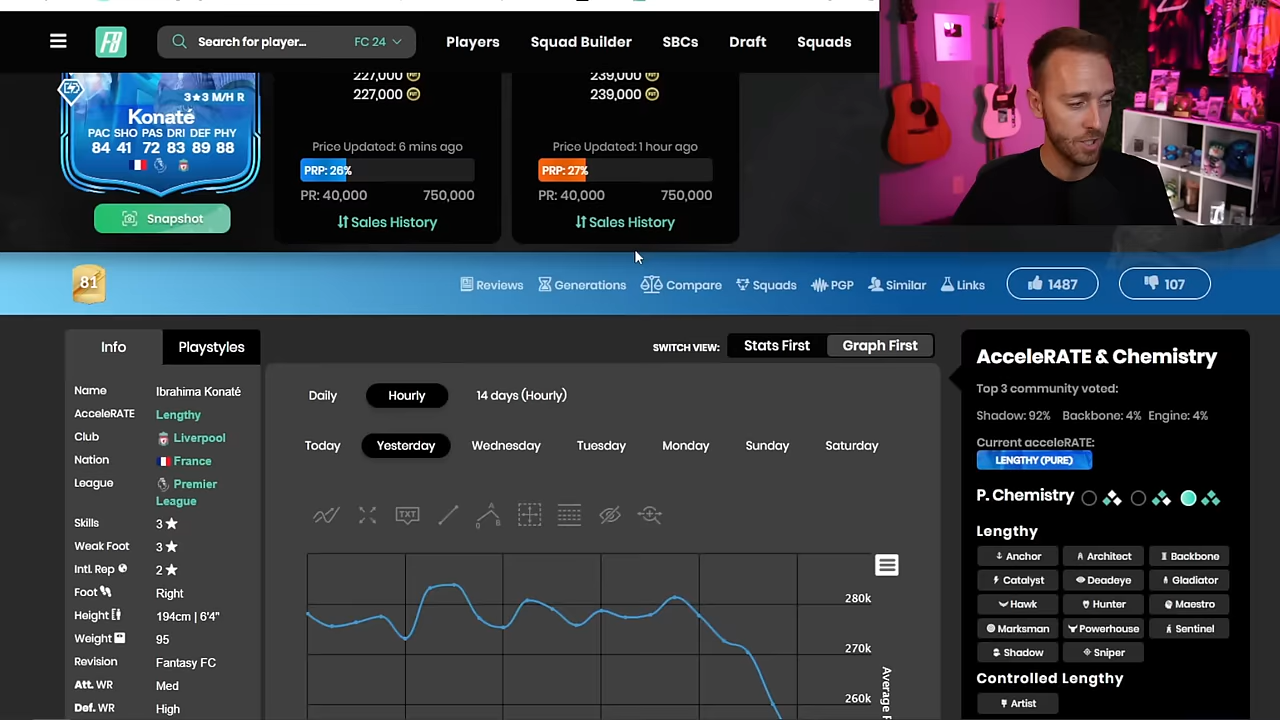 Search for player...
FC 24
Players
Squad Builder
SBCs
Draft
Squads
3★3 M/H R
Konaté
PAC SHO PAS DRI DEF PHY
84 41 72 83 89 88
Snapshot
227,000
227,000
Price Updated: 6 mins ago
PRP: 26%
PR: 40,000
750,000
Sales History
239,000
239,000
Price Updated: 1 hour ago
PRP: 27%
PR: 40,000
750,000
Sales History
81
Reviews
Generations
Compare
Squads
PGP
Similar
Links
1487
107
Info
Playstyles
Name
Ibrahima Konaté
AcceleRATE
Lengthy
Club
Liverpool
Nation
France
League
Premier
League
Skills
3★
Weak Foot
3★
Intl. Rep
2★
Foot
Right
Height
194cm | 6'4"
Weight
95
Revision
Fantasy FC
Att. WR
Med
Def. WR
High
SWITCH VIEW:
Stats First
Graph First
Daily
Hourly
14 days (Hourly)
Today
Yesterday
Wednesday
Tuesday
Monday
Sunday
Saturday
TXT
280k
270k
260k
AcceleRATE & Chemistry
Top 3 community voted:
Shadow: 92%
Backbone: 4%
Engine: 4%
Current acceleRATE:
LENGTHY (PURE)
P. Chemistry
Lengthy
Anchor
Architect
Backbone
Catalyst
Deadeye
Gladiator
Hawk
Hunter
Maestro
Marksman
Powerhouse
Sentinel
Shadow
Sniper
Controlled Lengthy
Artist